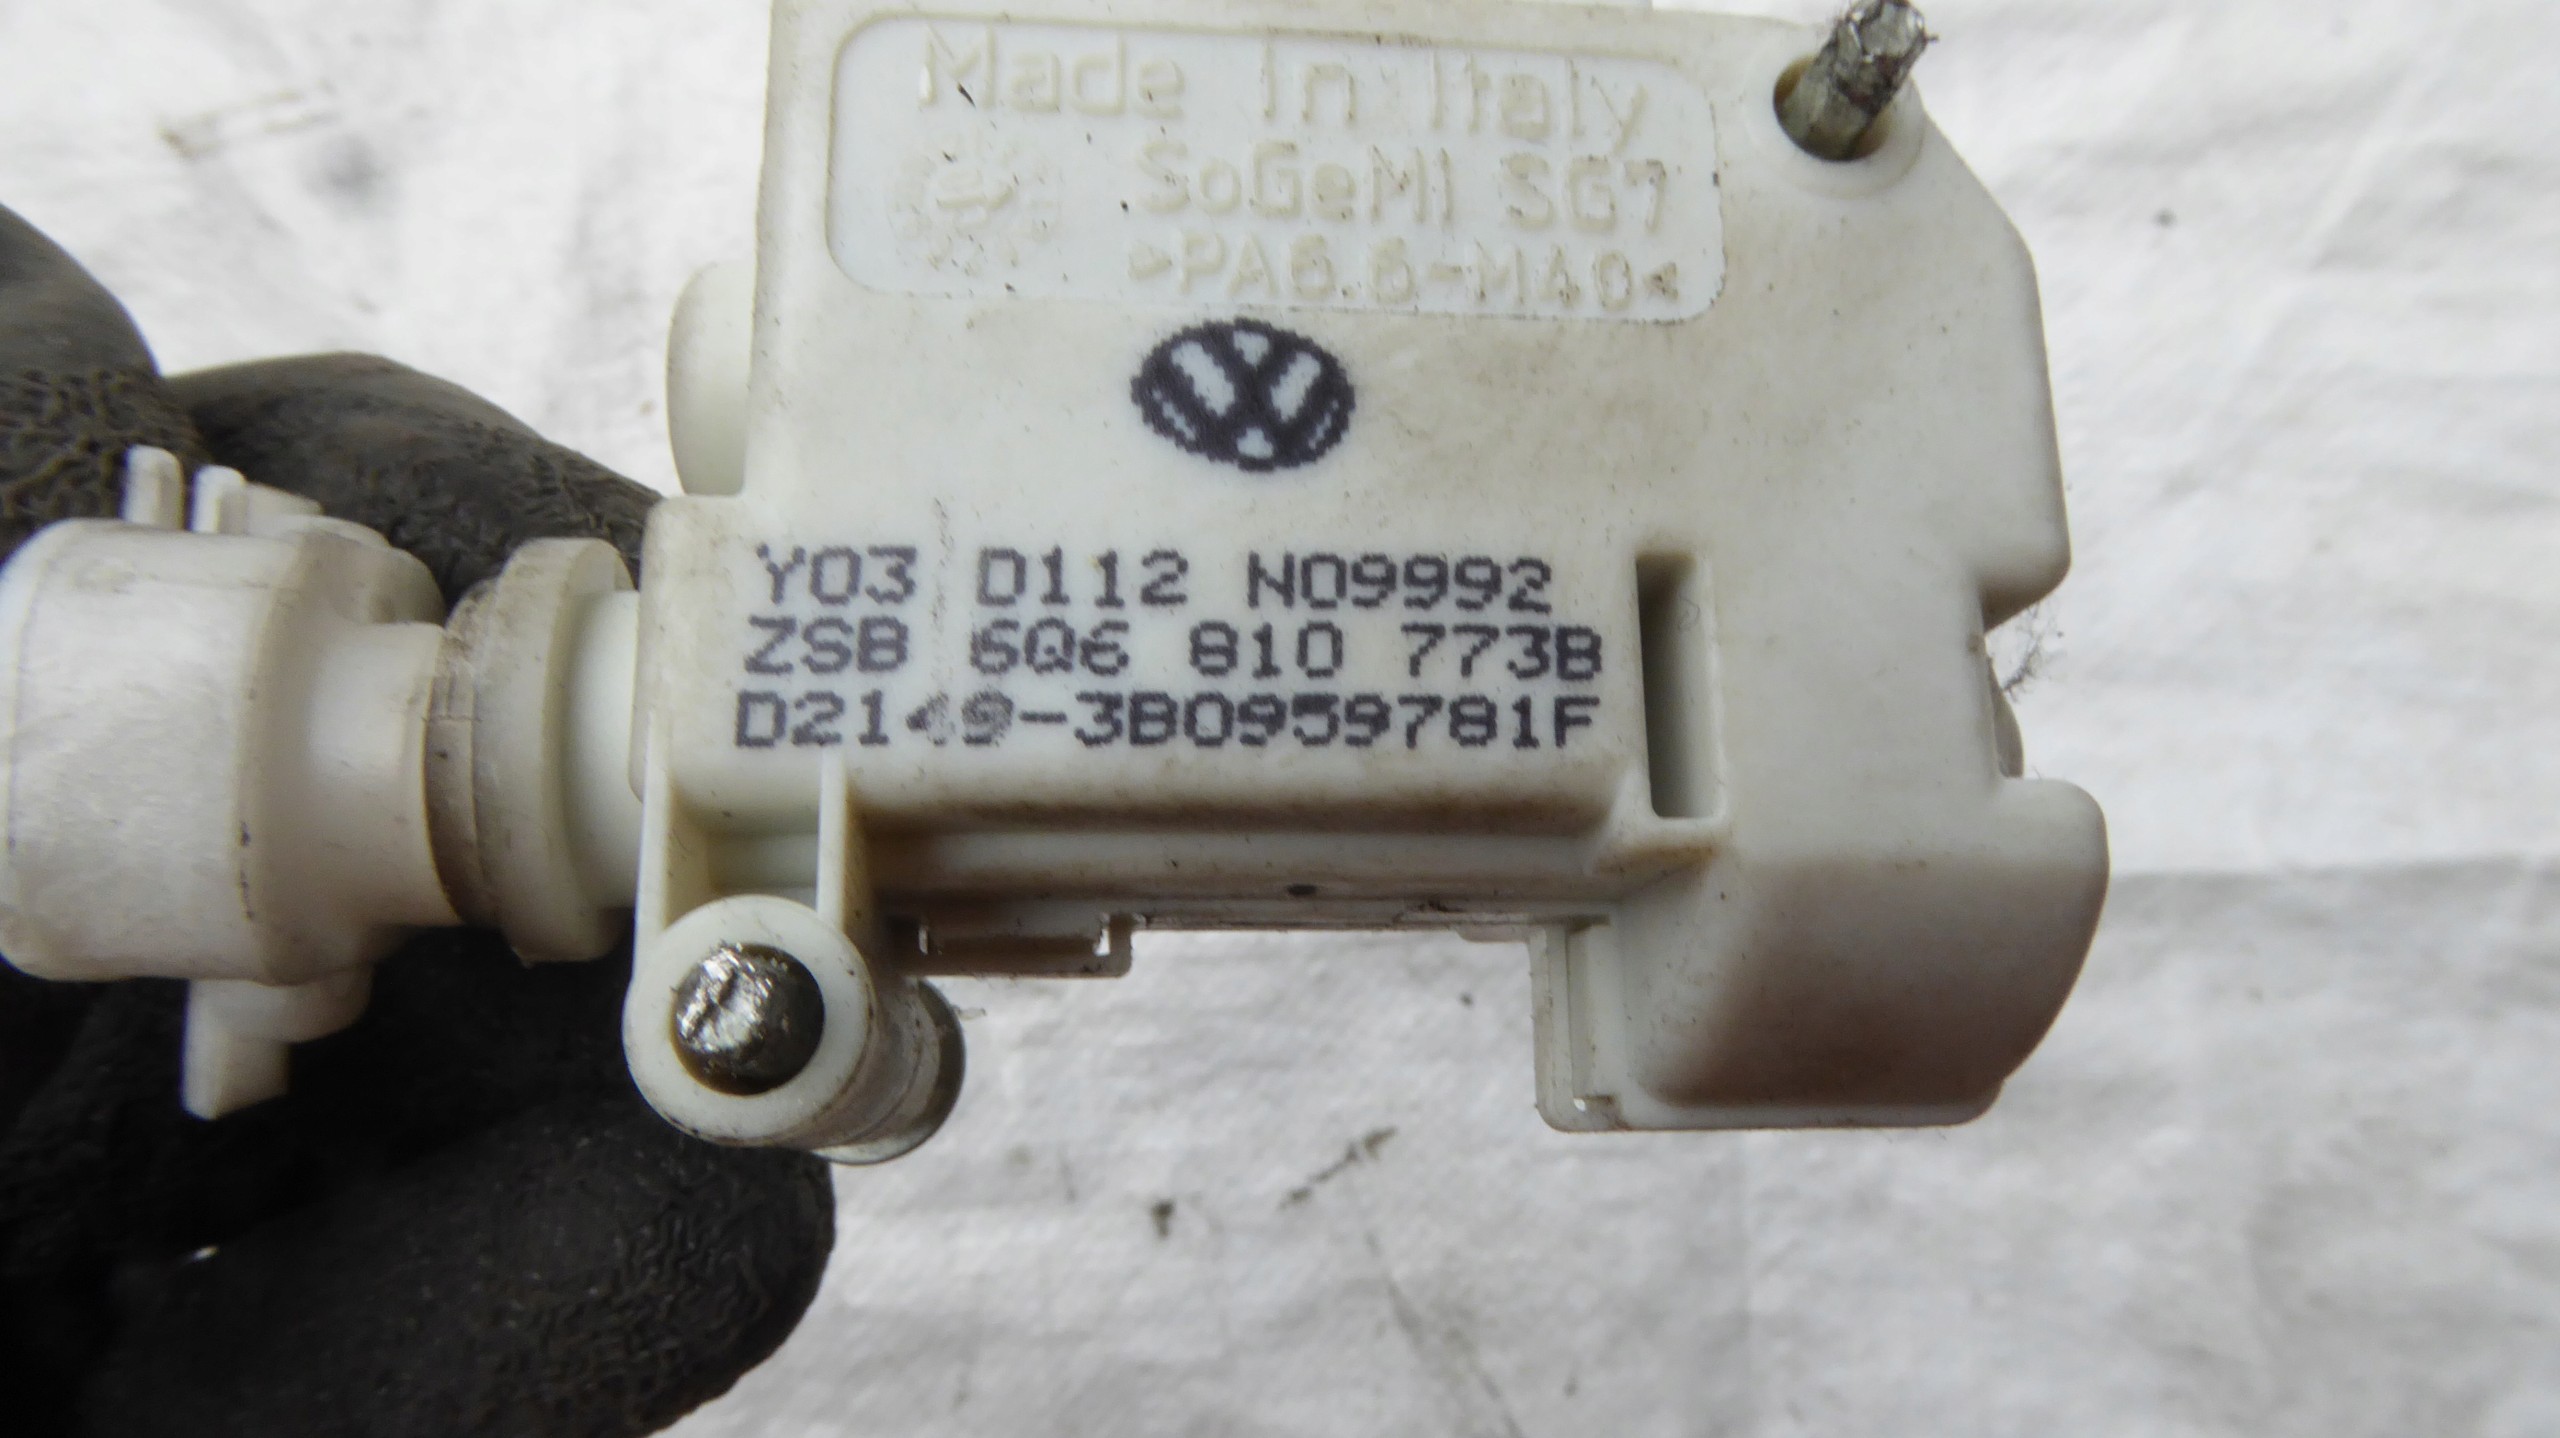 Made In Italy
SoGeMI SG7
>PA6.6-M40<
Y03 D112 N09992
ZSB 6Q6 810 773B
D2149-3B0959781F